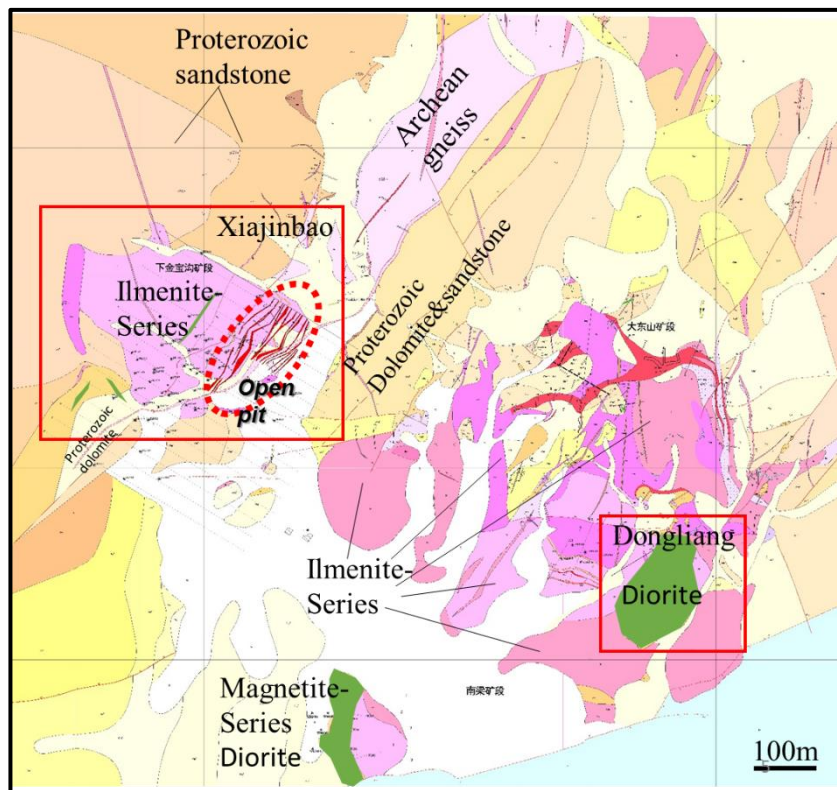 Proterozoic
sandstone
Archean
gneiss
Xiajinbao
下金宝沟矿段
Ilmenite-
Series
Open
pit
Proterozoic
Dolomite&sandstone
大东山矿段
Proterozoic
dolomite
Ilmenite-
Series
Dongliang
Diorite
Magnetite-
Series
Diorite
南梁矿段
100m